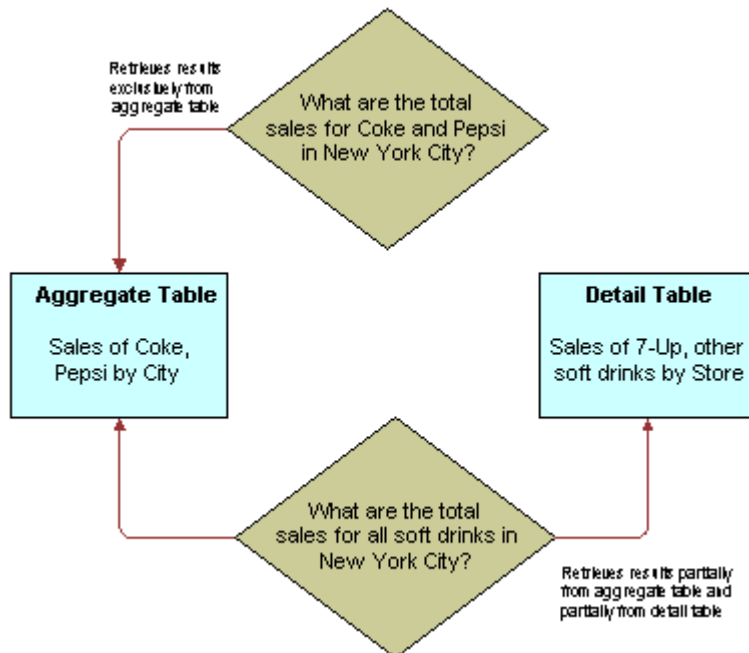 Retrieves results
exclusively from
aggregate table
What are the total
sales for Coke and Pepsi
in New York City?
Aggregate Table
Sales of Coke,
Pepsi by City
Detail Table
Sales of 7-Up, other
soft drinks by Store
What are the total
sales for all soft drinks in
New York City?
Retrieves results partially
from aggregate table and
partially from detail table